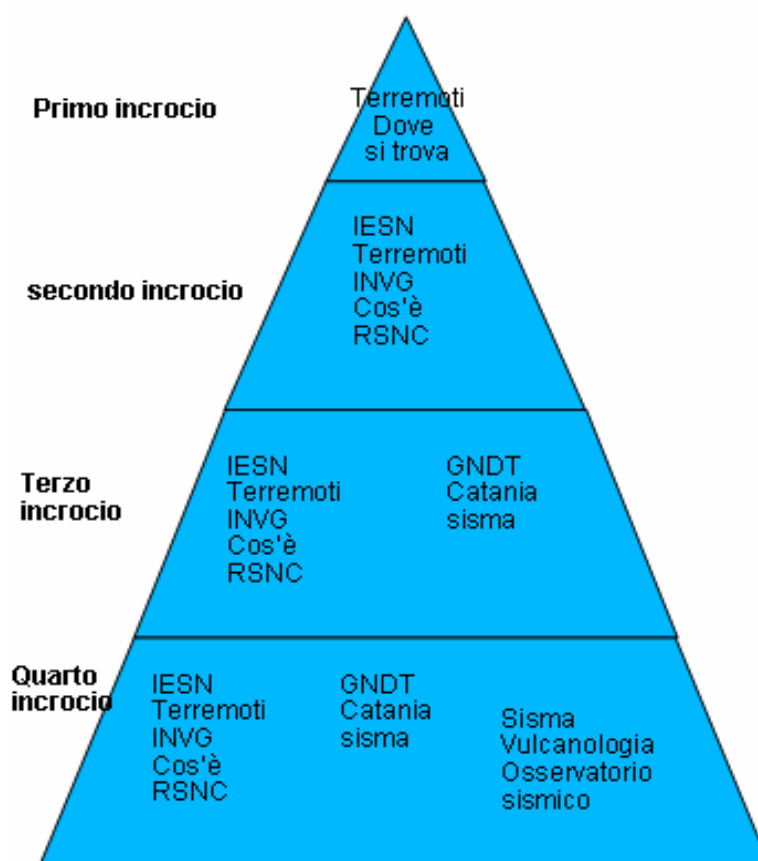 Primo incrocio
Terremoti
Dove
si trova
secondo incrocio
IESN
Terremoti
INVG
Cos'è
RSNC
Terzo
incrocio
IESN
Terremoti
INVG
Cos'è
RSNC
GNDT
Catania
sisma
Quarto
incrocio
IESN
Terremoti
INVG
Cos'è
RSNC
GNDT
Catania
sisma
Sisma
Vulcanologia
Osservatorio
sismico